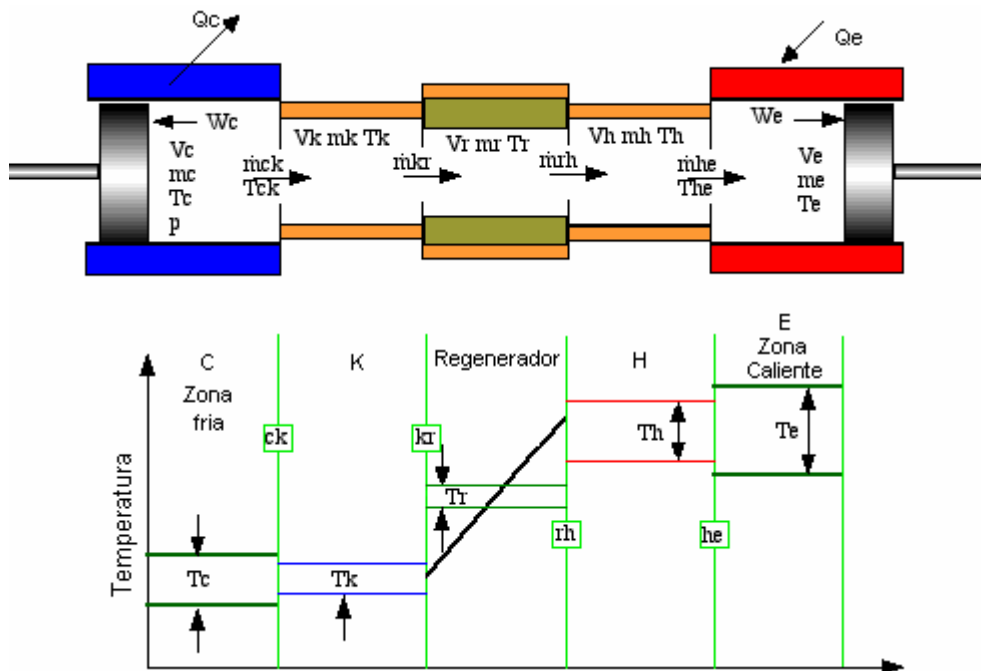 Qc
Qe
Wc
We
Vk mk Tk
Vr mr Tr
Vh mh Th
Vc
mc
Tc
p
ṁck
Tck
ṁkr
ṁrh
ṁhe
The
Ve
me
Te
C
Zona
fria
K
Regenerador
H
E
Zona
Caliente
ck
kr
rh
he
Tc
Tk
Tr
Th
Te
Temperatura